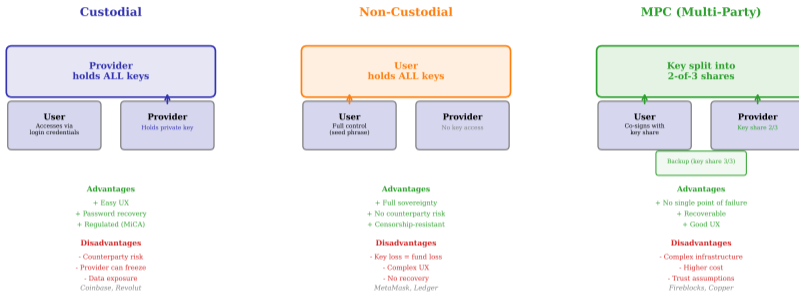 Custodial
Provider
holds ALL keys
User
Accesses via
login credentials
Provider
Holds private key
Advantages
+ Easy UX
+ Password recovery
+ Regulated (MiCA)
Disadvantages
- Counterparty risk
- Provider can freeze
- Data exposure
Coinbase, Revolut
Non-Custodial
User
holds ALL keys
User
Full control
(seed phrase)
Provider
No key access
Advantages
+ Full sovereignty
+ No counterparty risk
+ Censorship-resistant
Disadvantages
- Key loss = fund loss
- Complex UX
- No recovery
MetaMask, Ledger
MPC (Multi-Party)
Key split into
2-of-3 shares
User
Co-signs with
key share
Provider
Key share 2/3
Backup (key share 3/3)
Advantages
+ No single point of failure
+ Recoverable
+ Good UX
Disadvantages
- Complex infrastructure
- Higher cost
- Trust assumptions
Fireblocks, Copper